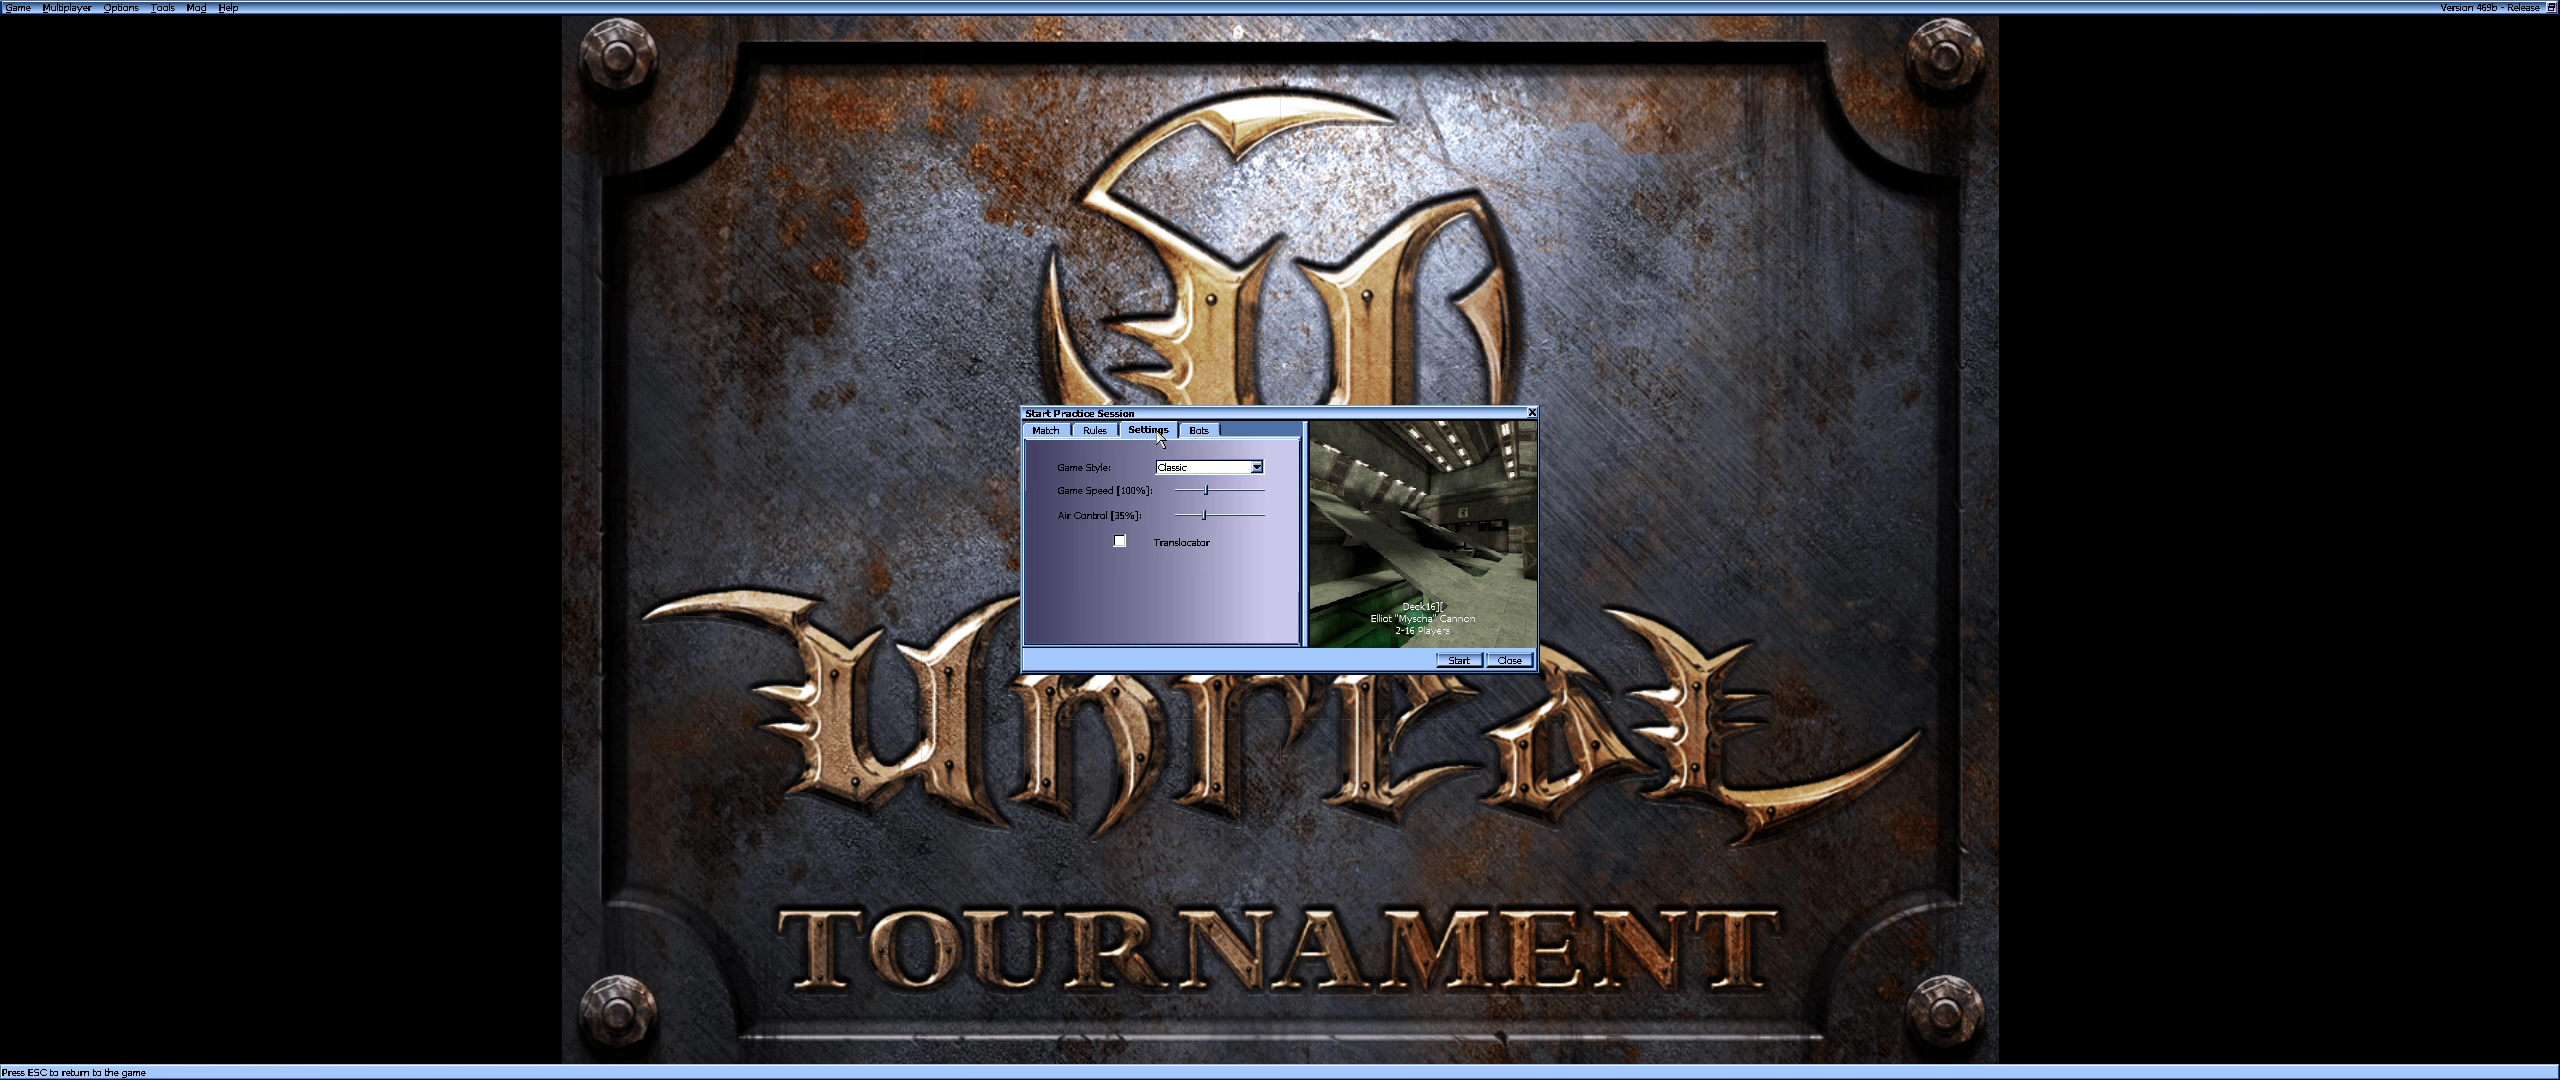 Game Multiplayer Options Tools Mod Help
Version 469b - Release
Start Practice Session
Match Rules Settings Bots
Game Style: Classic
Game Speed [100%]:
Air Control [35%]:
Translocator
Deck16][
Elliot "Myscha" Cannon
2-16 Players
Start Close
UNREAL
TOURNAMENT
Press ESC to return to the game